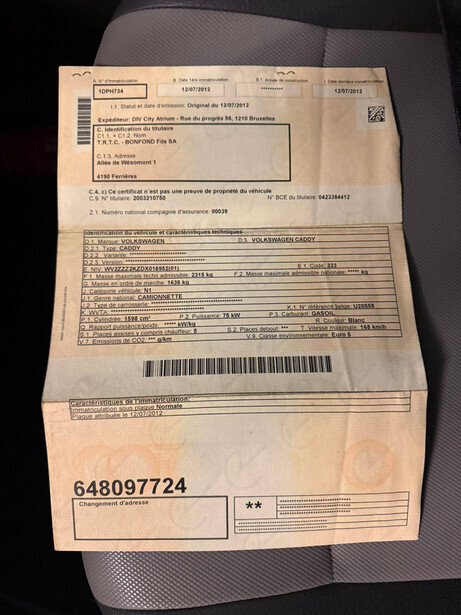 A. N° d'immatriculation B. Date 1ère immatriculation B.1. Année de construction I. Date dernière immatriculation
1DPH734 12/07/2012 ********** 12/07/2012
I.1. Statut et date d'émission: Original du 12/07/2012
Expéditeur: DIV City Atrium - Rue du progrès 56, 1210 Bruxelles
C. Identification du titulaire
C.1.1. + C1.2. Nom
T.R.T.C. - BONFOND Fils SA
C.1.3. Adresse
Allée de Wésomont 1
4190 Ferrières
C.4. c) Ce certificat n'est pas une preuve de propriété du véhicule
C.9. N° titulaire: 2003210750 N° BCE du titulaire: 0423384412
Z.1. Numéro national compagnie d'assurance: 00039
Identification du véhicule et caractéristiques techniques
D.1. Marque: VOLKSWAGEN D.3. VOLKSWAGEN CADDY
D.2.1. Type: CADDY
D.2.2. Variante:
D.2.3. Version:
E. NIV: WV2ZZZ2KZDX016952(01) E.1. Code: 333
F.1. Masse maximale techn admissible: 2315 kg F.2. Masse maximale admissible nationale: ***** kg
G. Masse en ordre de marche: 1636 kg
J. Catégorie véhicule: N1
J.1. Genre national: CAMIONNETTE
J.2. Type de carrosserie:
K. WVTA: K.1. N° référence belge: U20558
P.1. Cylindrée: 1598 cm³ P.2. Puissance: 75 kW P.3. Carburant: GASOIL
Q. Rapport puissance/poids: ***** kW/kg R. Couleur: Blanc
S.1. Places assises y compris chauffeur: 5 S.2. Places debout: *** T. Vitesse maximale: 168 km/h
V.7. Emissions de CO2: *** g/km V.9. Classe environnementale: Euro 5
Caractéristiques de l'immatriculation:
Immatriculation sous plaque Normale
Plaque attribuée le 12/07/2012
648097724
Changement d'adresse
**